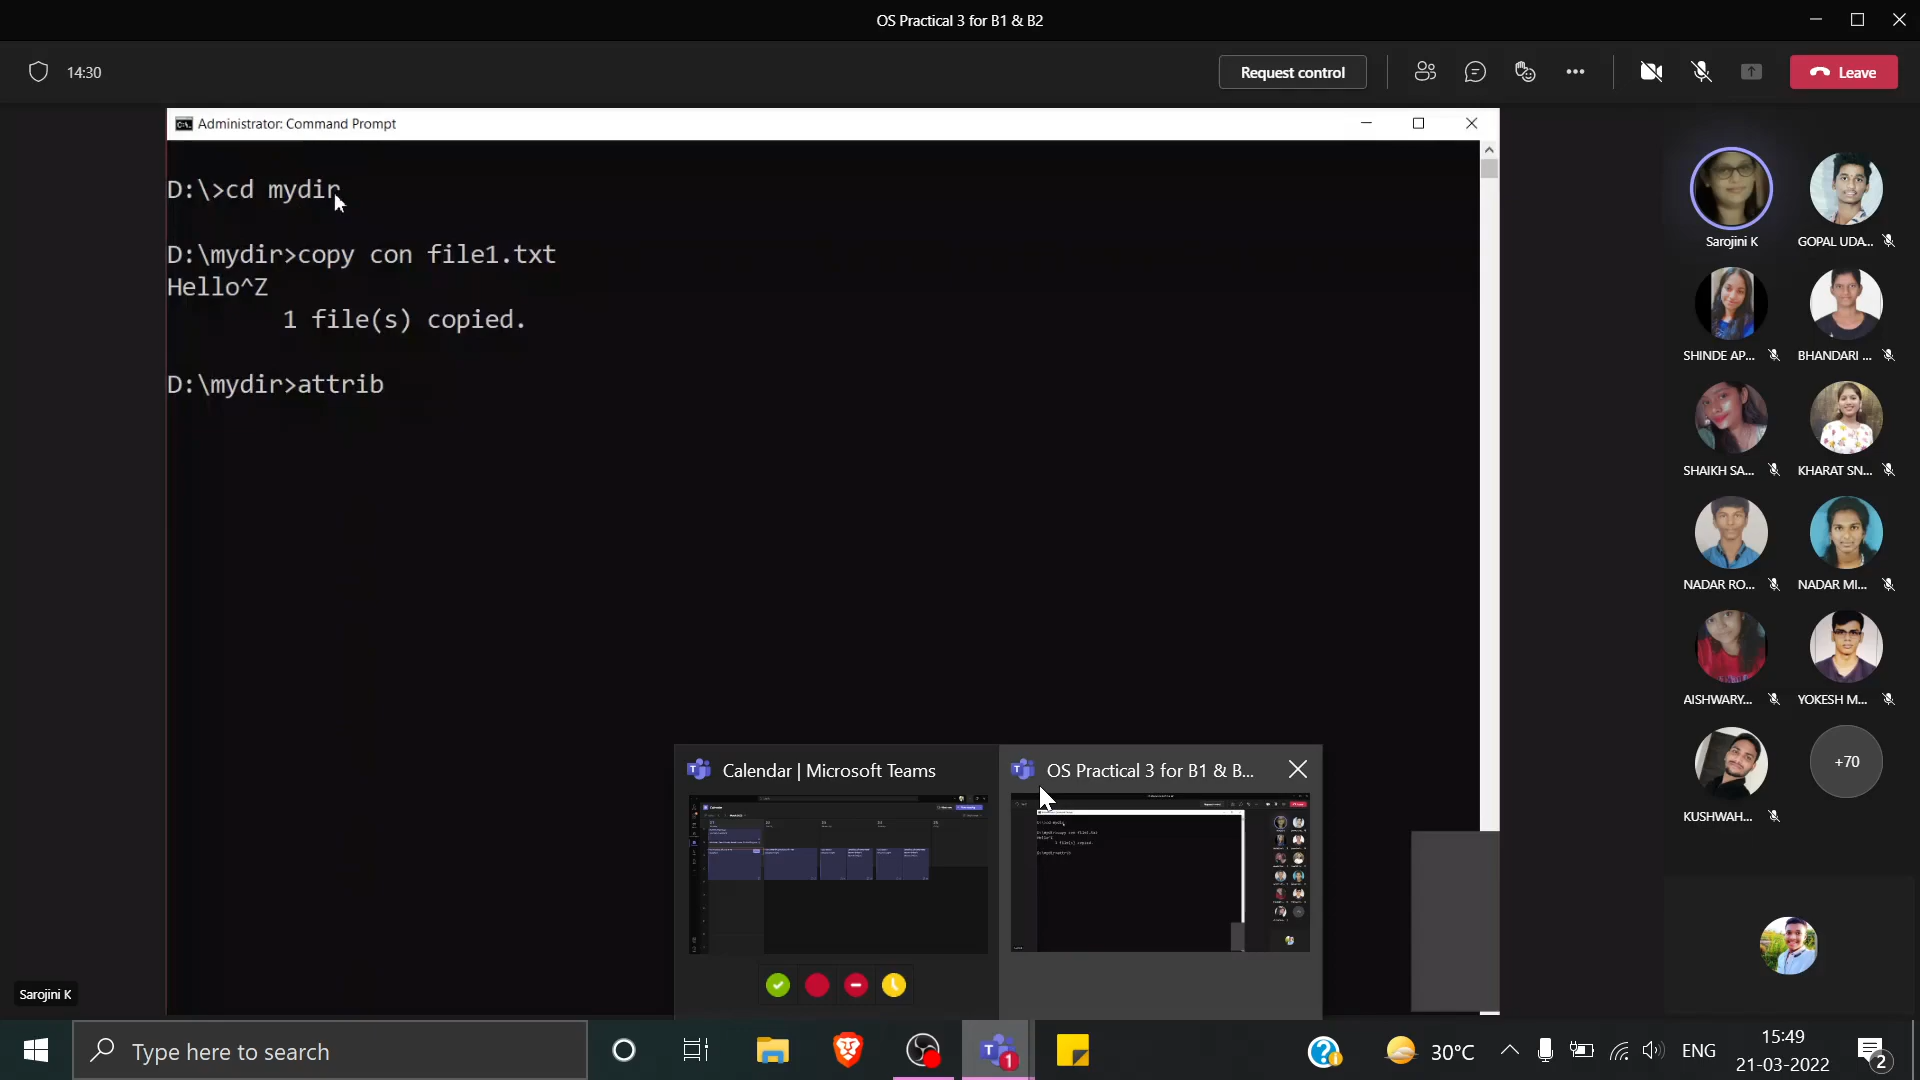 OS Practical 3 for B1 & B2
14:30
Request control
Leave
Administrator: Command Prompt
D:\>cd mydir
D:\mydir>copy con file1.txt
Hello^Z
1 file(s) copied.
D:\mydir>attrib
Sarojini K
GOPAL UDA...
SHINDE AP...
BHANDARI ...
SHAIKH SA...
KHARAT SN...
NADAR RO...
NADAR MI...
AISHWARY...
YOKESH M...
KUSHWAH...
+70
Calendar | Microsoft Teams
OS Practical 3 for B1 & B...
Sarojini K
Type here to search
1
30°C
ENG
15:49
21-03-2022
2